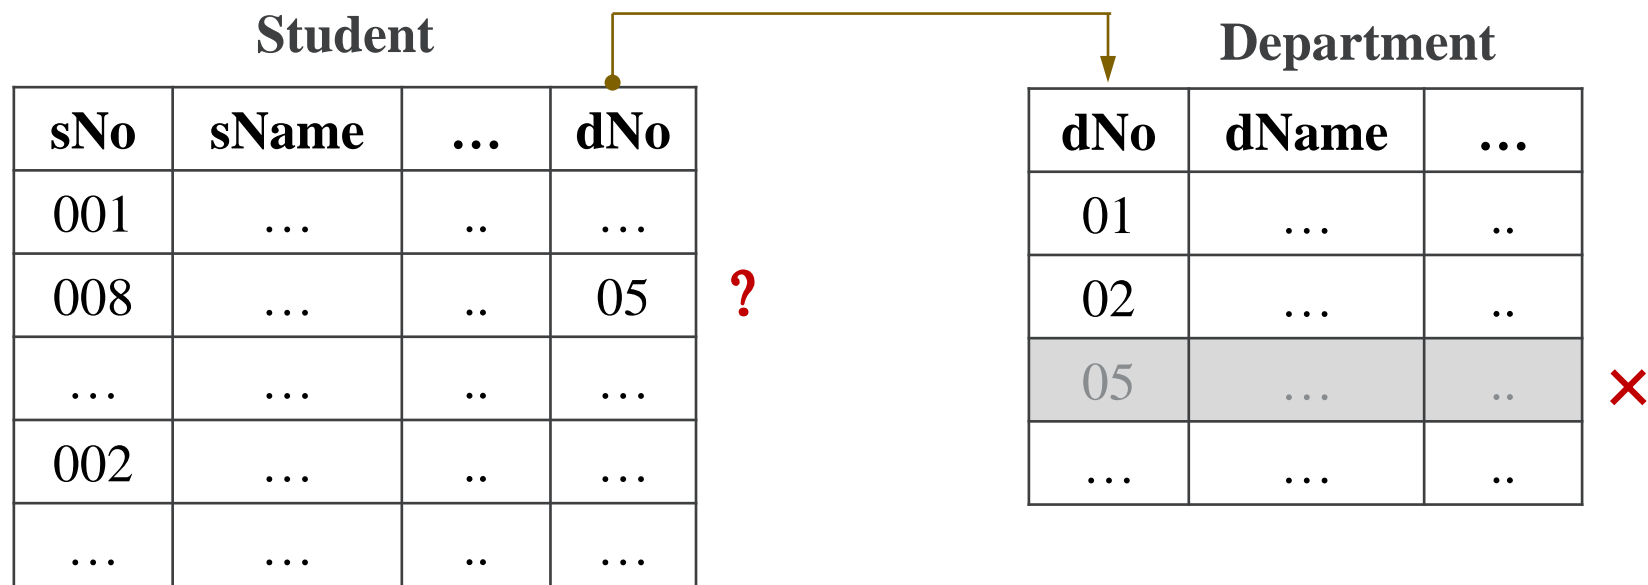 Student
sNo sName … dNo
001 … .. …
008 … .. 05 ?
… … .. …
002 … .. …
… … .. …
Department
dNo dName …
01 … ..
02 … ..
05 … .. ×
… … ..